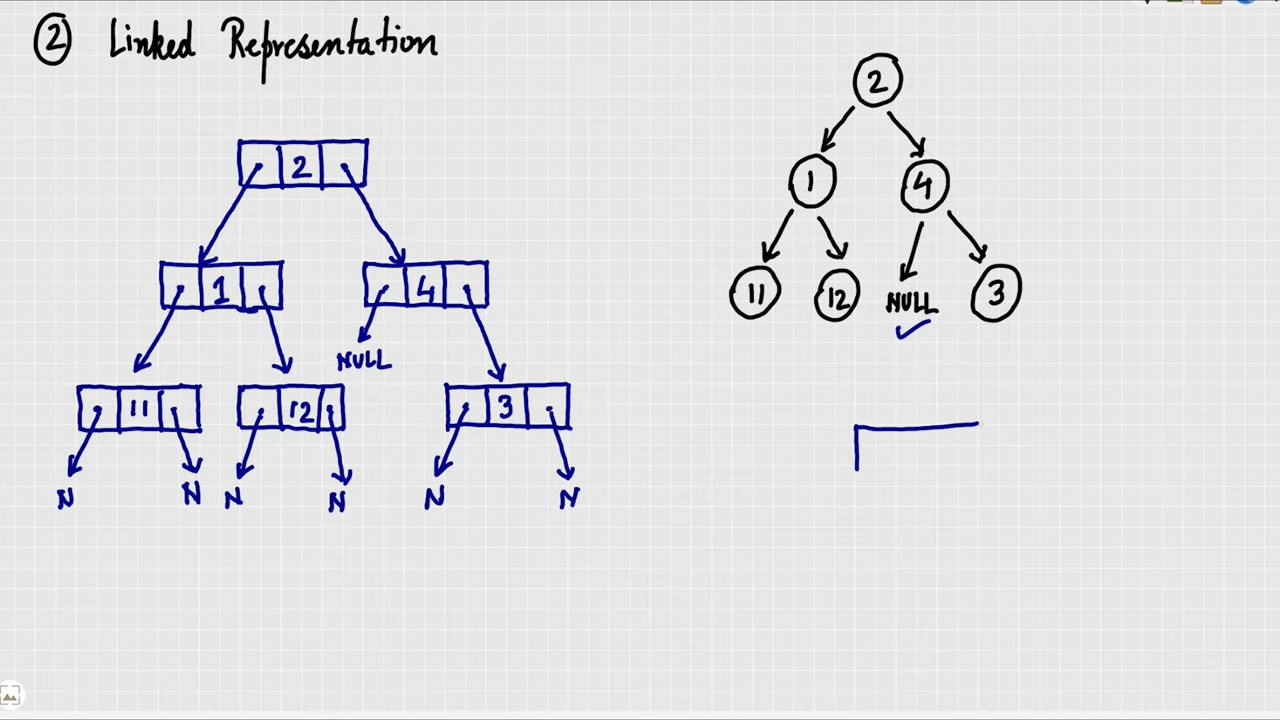 ② Linked Representation
2
1 4
NULL
11 12 3
N N N N N N
2
1 4
11 12 NULL 3